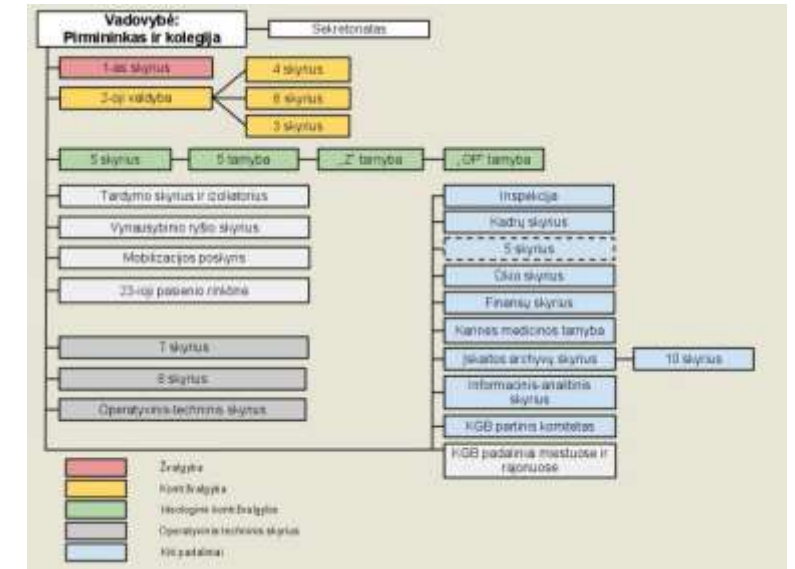 Vadovybė:
Pirmininkas ir kolegija
Sekretoriatas
1-as skyrius
2-oji valdyba
4 skyrius
6 skyrius
3 skyrius
5 skyrius
5 tarnyba
„Z" tarnyba
„OP" tarnyba
Tardymo skyrius ir izoliatorius
Vyriausybinio ryšio skyrius
Mobilizacijos poskyris
23-ioji pasienio rinktinė
7 skyrius
8 skyrius
Operatyvinis-techninis skyrius
Inspekcija
Kadrų skyrius
5 skyrius
Ūkio skyrius
Finansų skyrius
Karinės medicinos tarnyba
Įskaitos archyvų skyrius
10 skyrius
Informacinis-analitinis
skyrius
KGB partinis komitetas
KGB padaliniai miestuose ir
rajonuose
Žvalgyba
Kontržvalgyba
Ideologinė kontržvalgyba
Operatyvinis-techninis skyrius
Kiti padaliniai